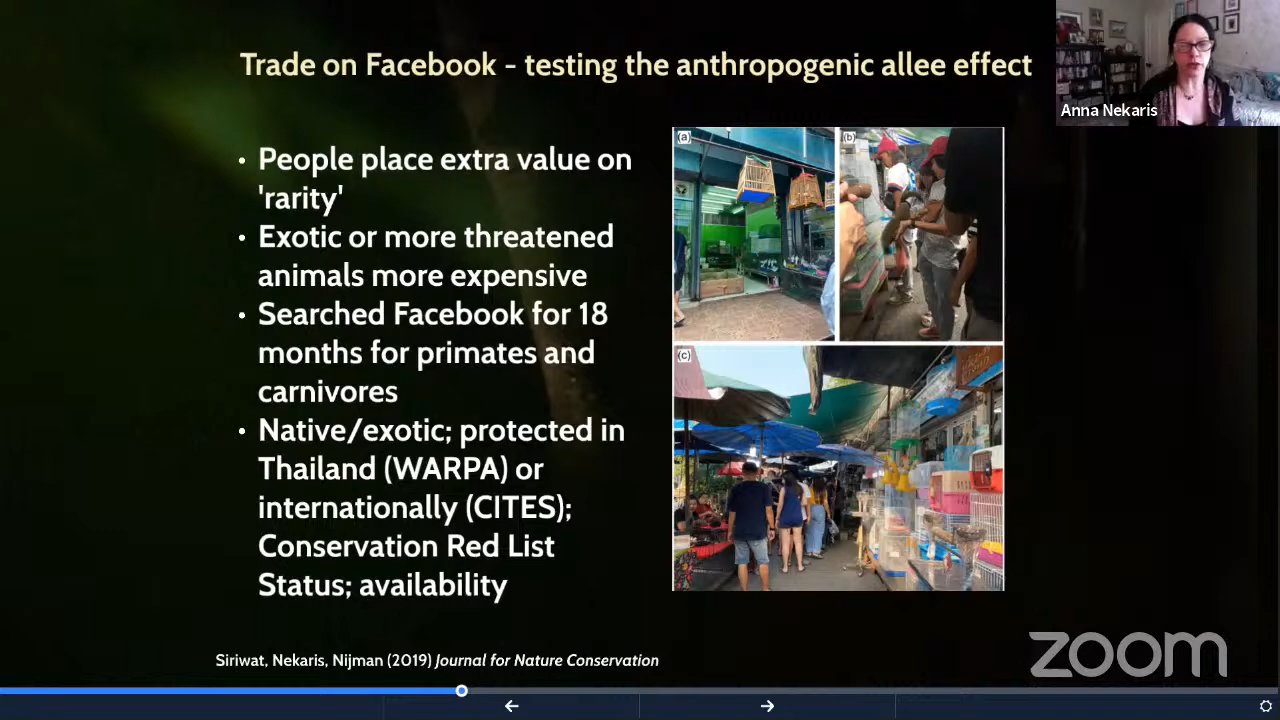 Trade on Facebook - testing the anthropogenic allee effect
Anna Nekaris
• People place extra value on
'rarity'
• Exotic or more threatened
animals more expensive
• Searched Facebook for 18
months for primates and
carnivores
• Native/exotic; protected in
Thailand (WARPA) or
internationally (CITES);
Conservation Red List
Status; availability
(a)
(b)
(c)
Siriwat, Nekaris, Nijman (2019) Journal for Nature Conservation
zoom